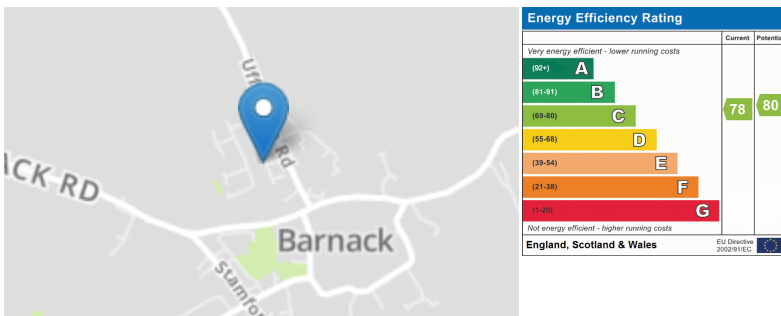 Uff Rd
ACK RD
Barnack
Stamfo
Energy Efficiency Rating
Current Potentia
Very energy efficient - lower running costs
(92+) A
(81-91) B
(69-80) C
(55-68) D
(39-54) E
(21-38) F
(1-20) G
78 80
Not energy efficient - higher running costs
England, Scotland & Wales
EU Directive
2002/91/EC